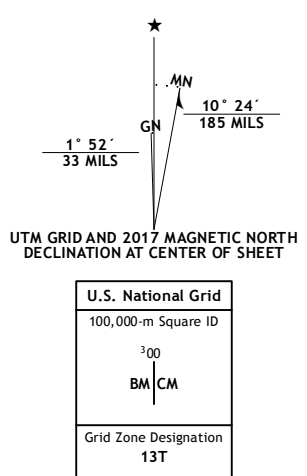 ★
MN
GN
10° 24´
185 MILS
1° 52´
33 MILS
UTM GRID AND 2017 MAGNETIC NORTH
DECLINATION AT CENTER OF SHEET
U.S. National Grid
100,000-m Square ID
³00
BM CM
Grid Zone Designation
13T